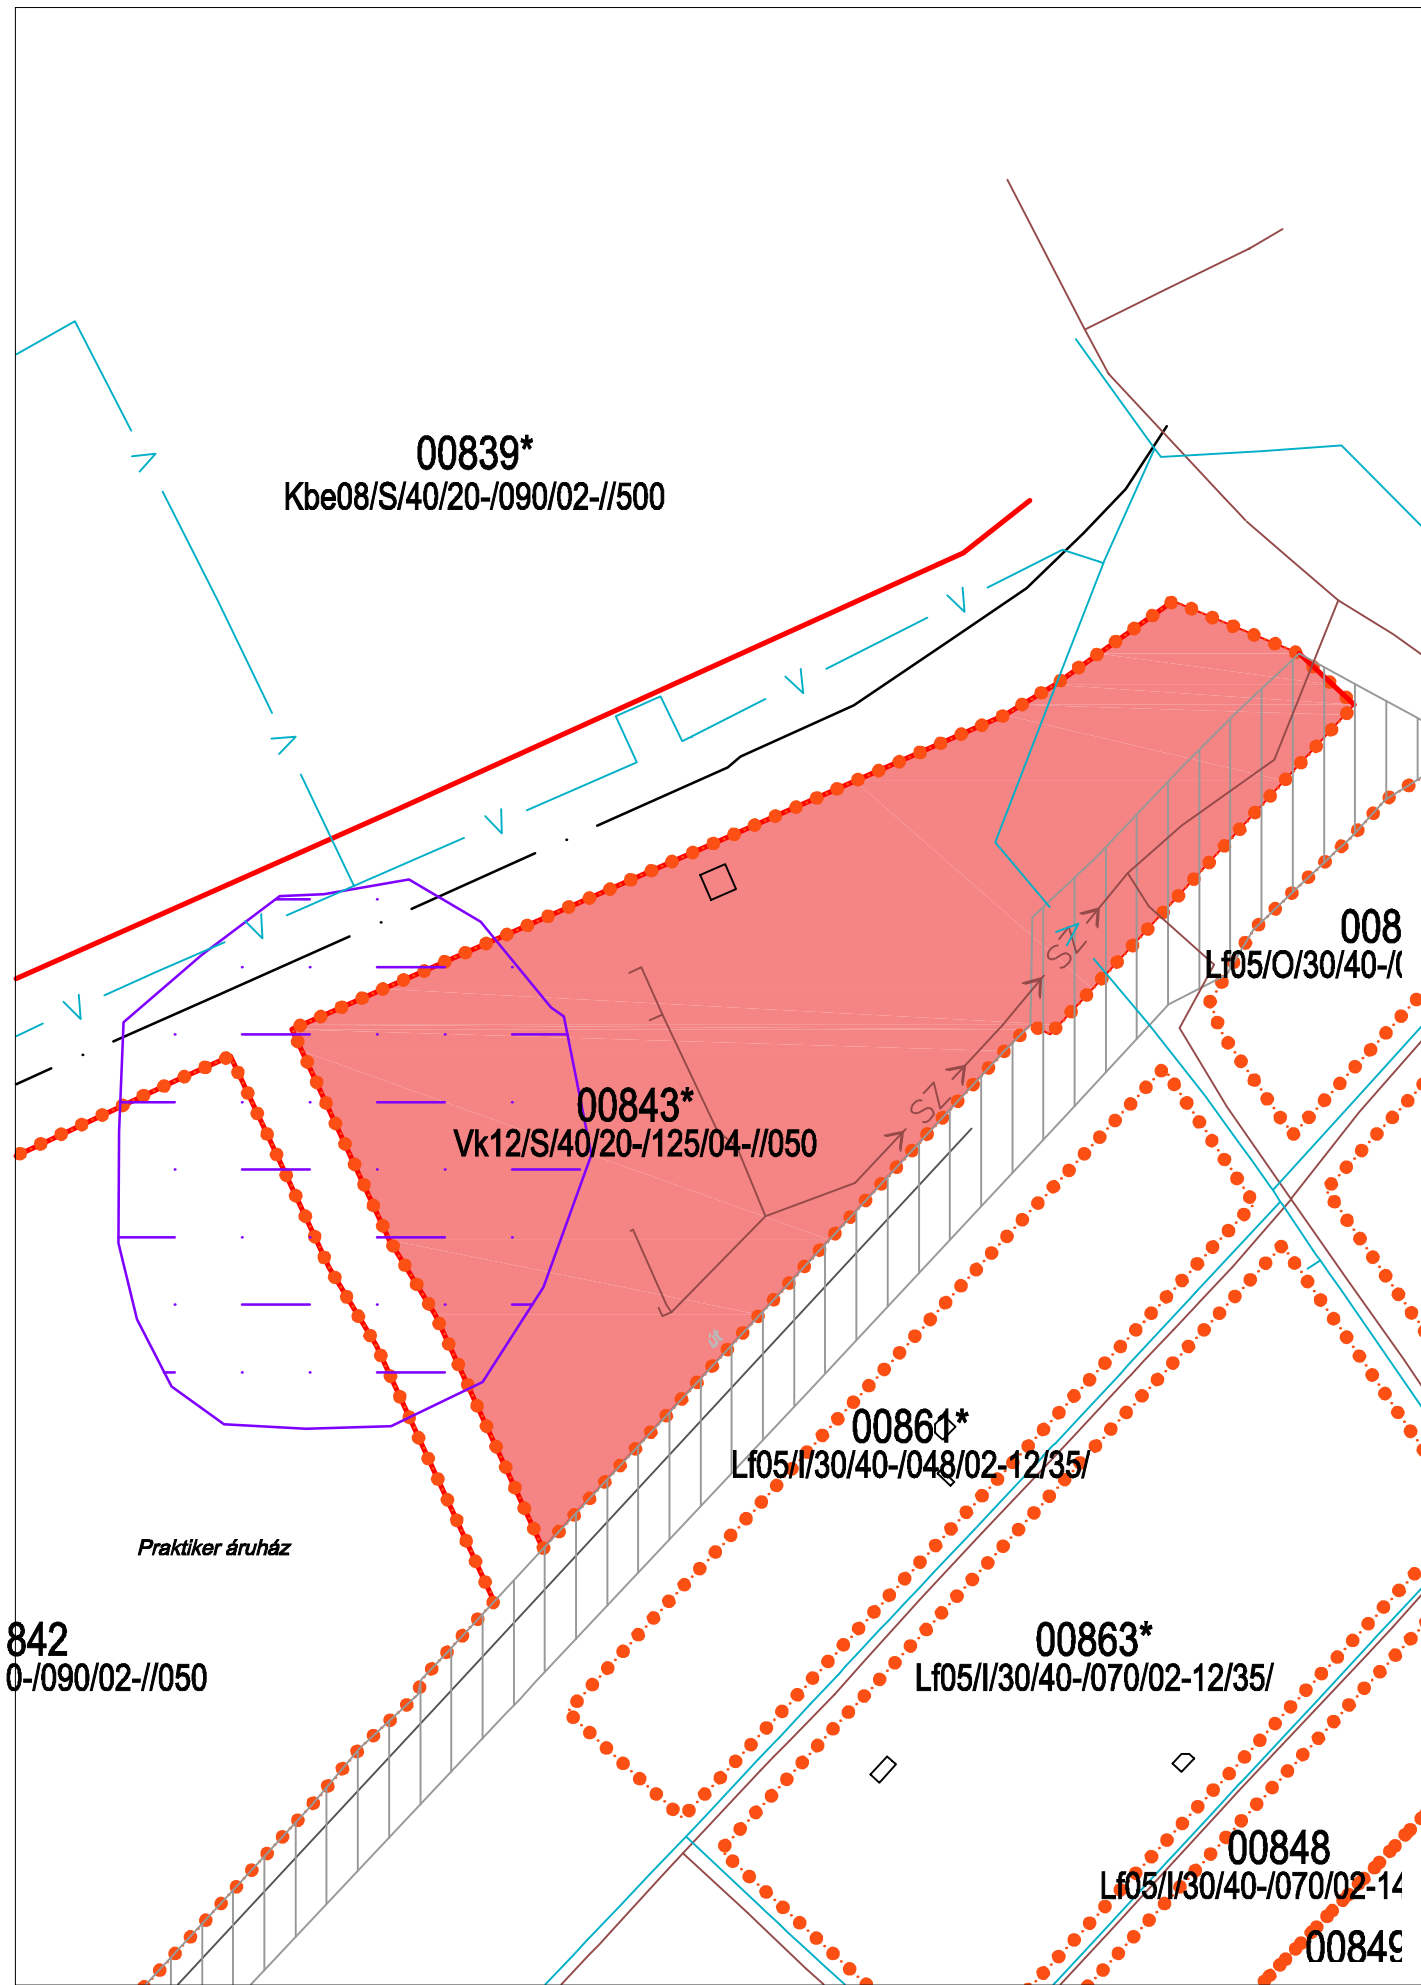 00839*
Kbe08/S/40/20-/090/02-//500
V
V
V
V
V
V
V
V
008
Lf05/O/30/40-/(
SZ
V
SZ
00843*
Vk12/S/40/20-/125/04-//050
út
00861*
Lf05/I/30/40-/048/02-12/35/
Praktiker áruház
842
0-/090/02-//050
00863*
Lf05/I/30/40-/070/02-12/35/
00848
Lf05/I/30/40-/070/02-14
00849